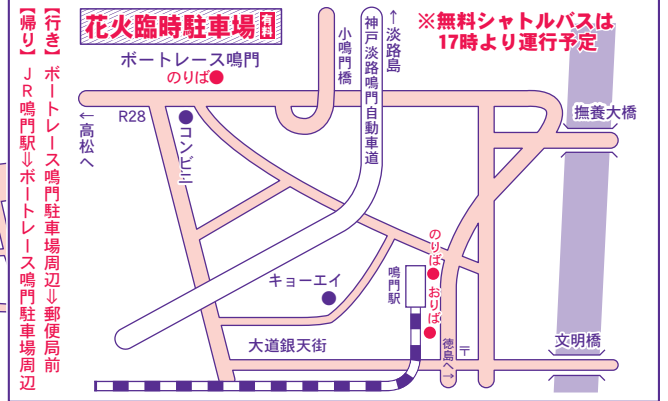 【行き】ボートレース鳴門駐車場周辺⇒郵便局前
【帰り】JR鳴門駅⇒ボートレース鳴門駐車場周辺
花火臨時駐車場 有料
※無料シャトルバスは
17時より運行予定
ボートレース鳴門
のりば
小鳴門橋
神戸淡路鳴門自動車道
←淡路島
撫養大橋
R28
←高松へ
コンビニ
のりば
鳴門駅
おりば
キョーエイ
大道銀天街
徳島へ→
〒
文明橋